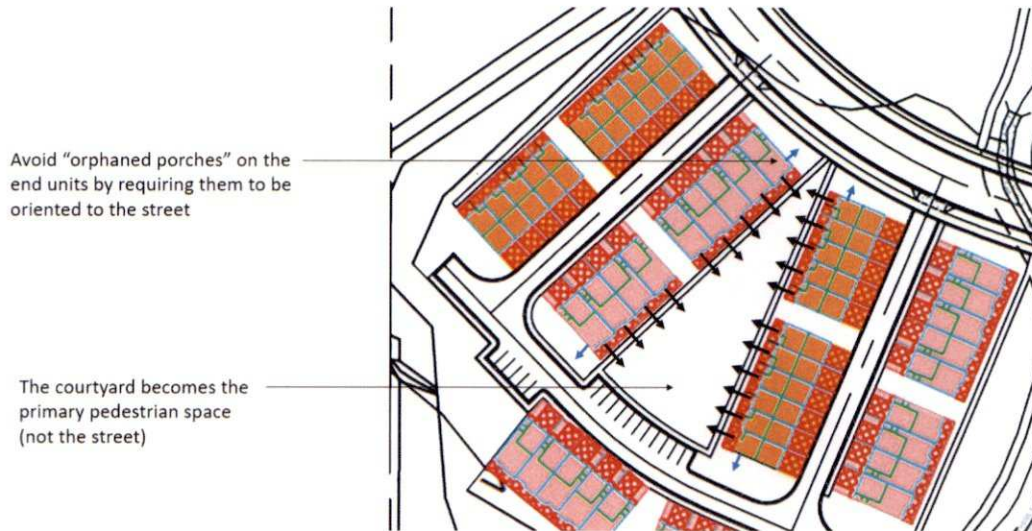 Avoid “orphaned porches” on the
end units by requiring them to be
oriented to the street
The courtyard becomes the
primary pedestrian space
(not the street)